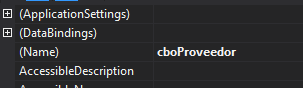 (ApplicationSettings)
(DataBindings)
(Name) cboProveedor
AccessibleDescription